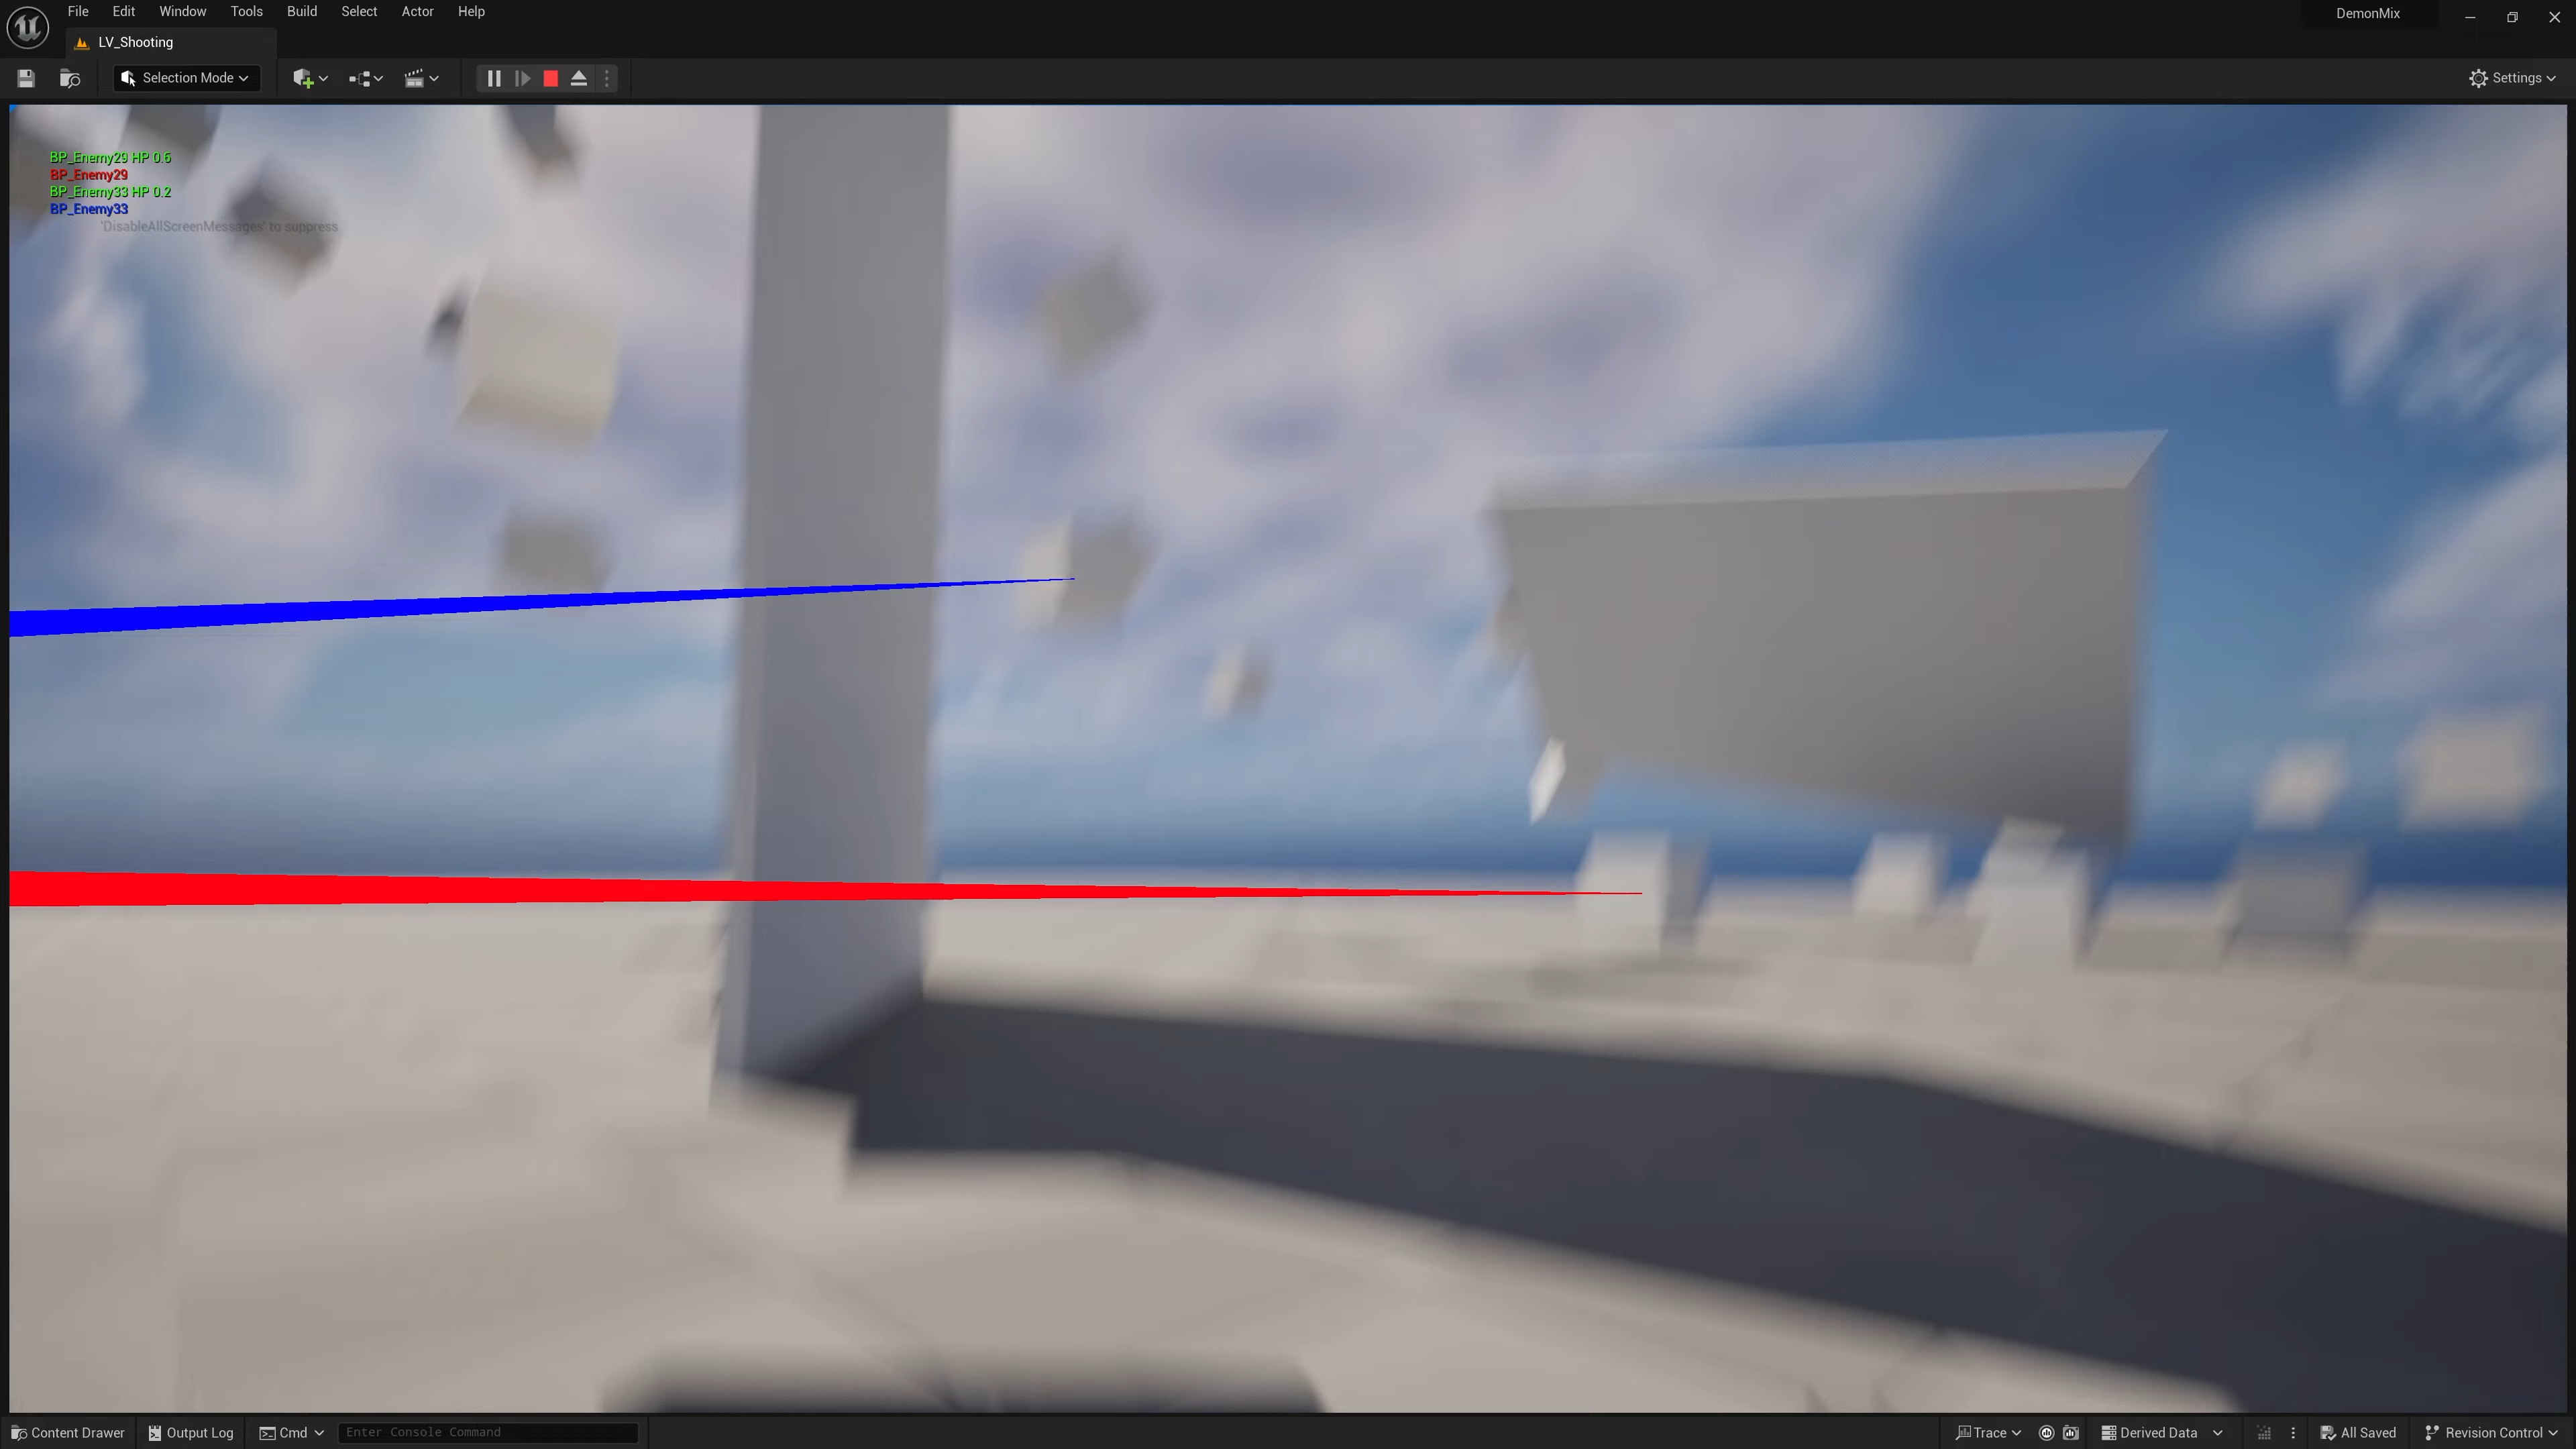 File Edit Window Tools Build Select Actor Help
DemonMix
LV_Shooting
Selection Mode
Settings
BP_Enemy29 HP 0.6
BP_Enemy29
BP_Enemy33 HP 0.2
BP_Enemy33
'DisableAllScreenMessages' to suppress
Content Drawer Output Log Cmd Enter Console Command Trace Derived Data All Saved Revision Control